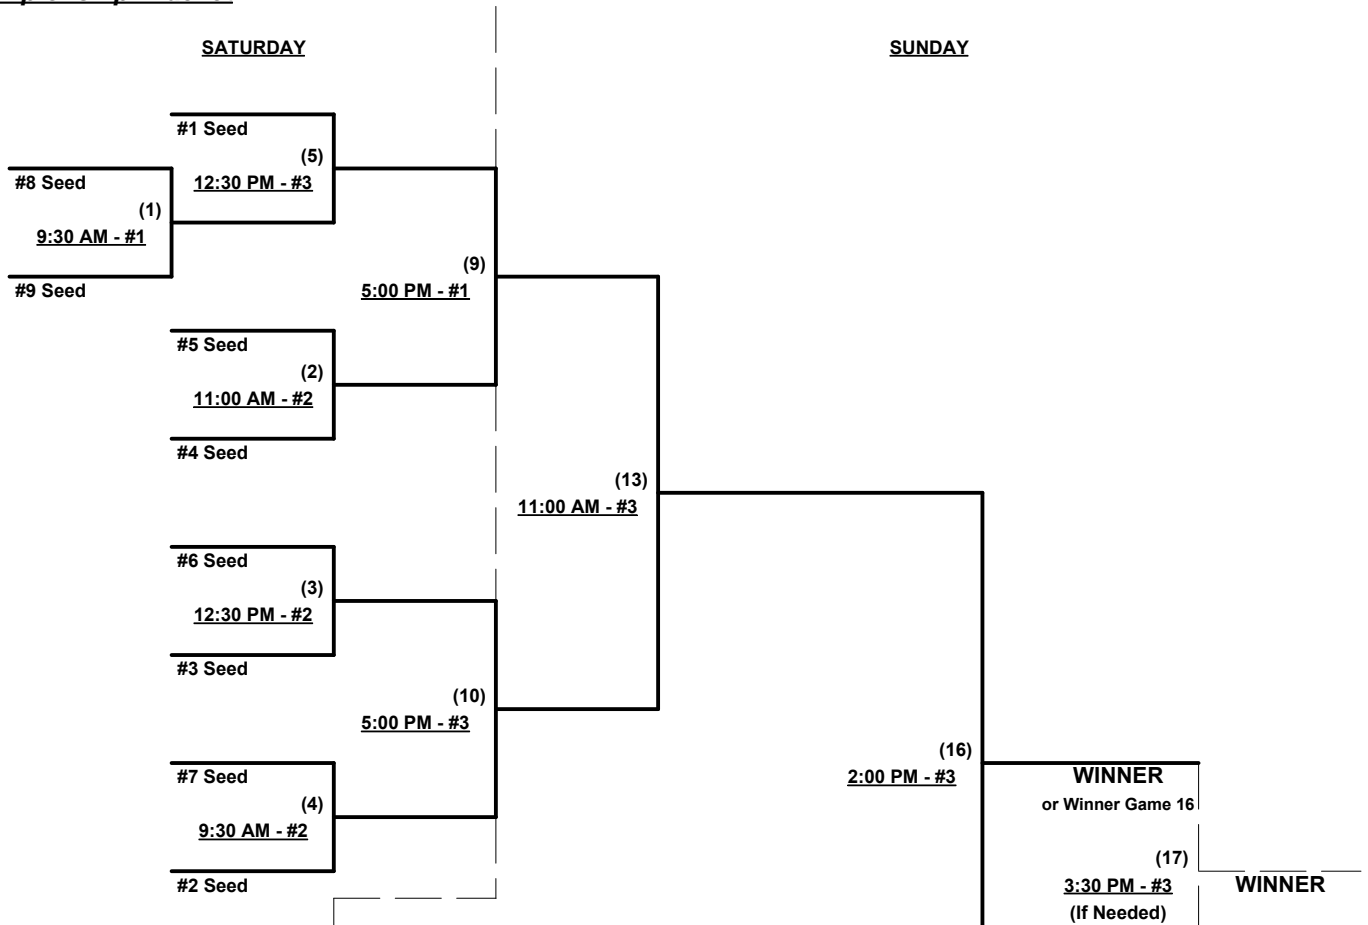 SATURDAY
SUNDAY
#1 Seed
(5)
12:30 PM - #3
#8 Seed
(1)
9:30 AM - #1
#9 Seed
(9)
5:00 PM - #1
#5 Seed
(2)
11:00 AM - #2
#4 Seed
(13)
11:00 AM - #3
#6 Seed
(3)
12:30 PM - #2
#3 Seed
(10)
5:00 PM - #3
#7 Seed
(4)
9:30 AM - #2
#2 Seed
(16)
2:00 PM - #3
WINNER
or Winner Game 16
(17)
3:30 PM - #3
(If Needed)
WINNER